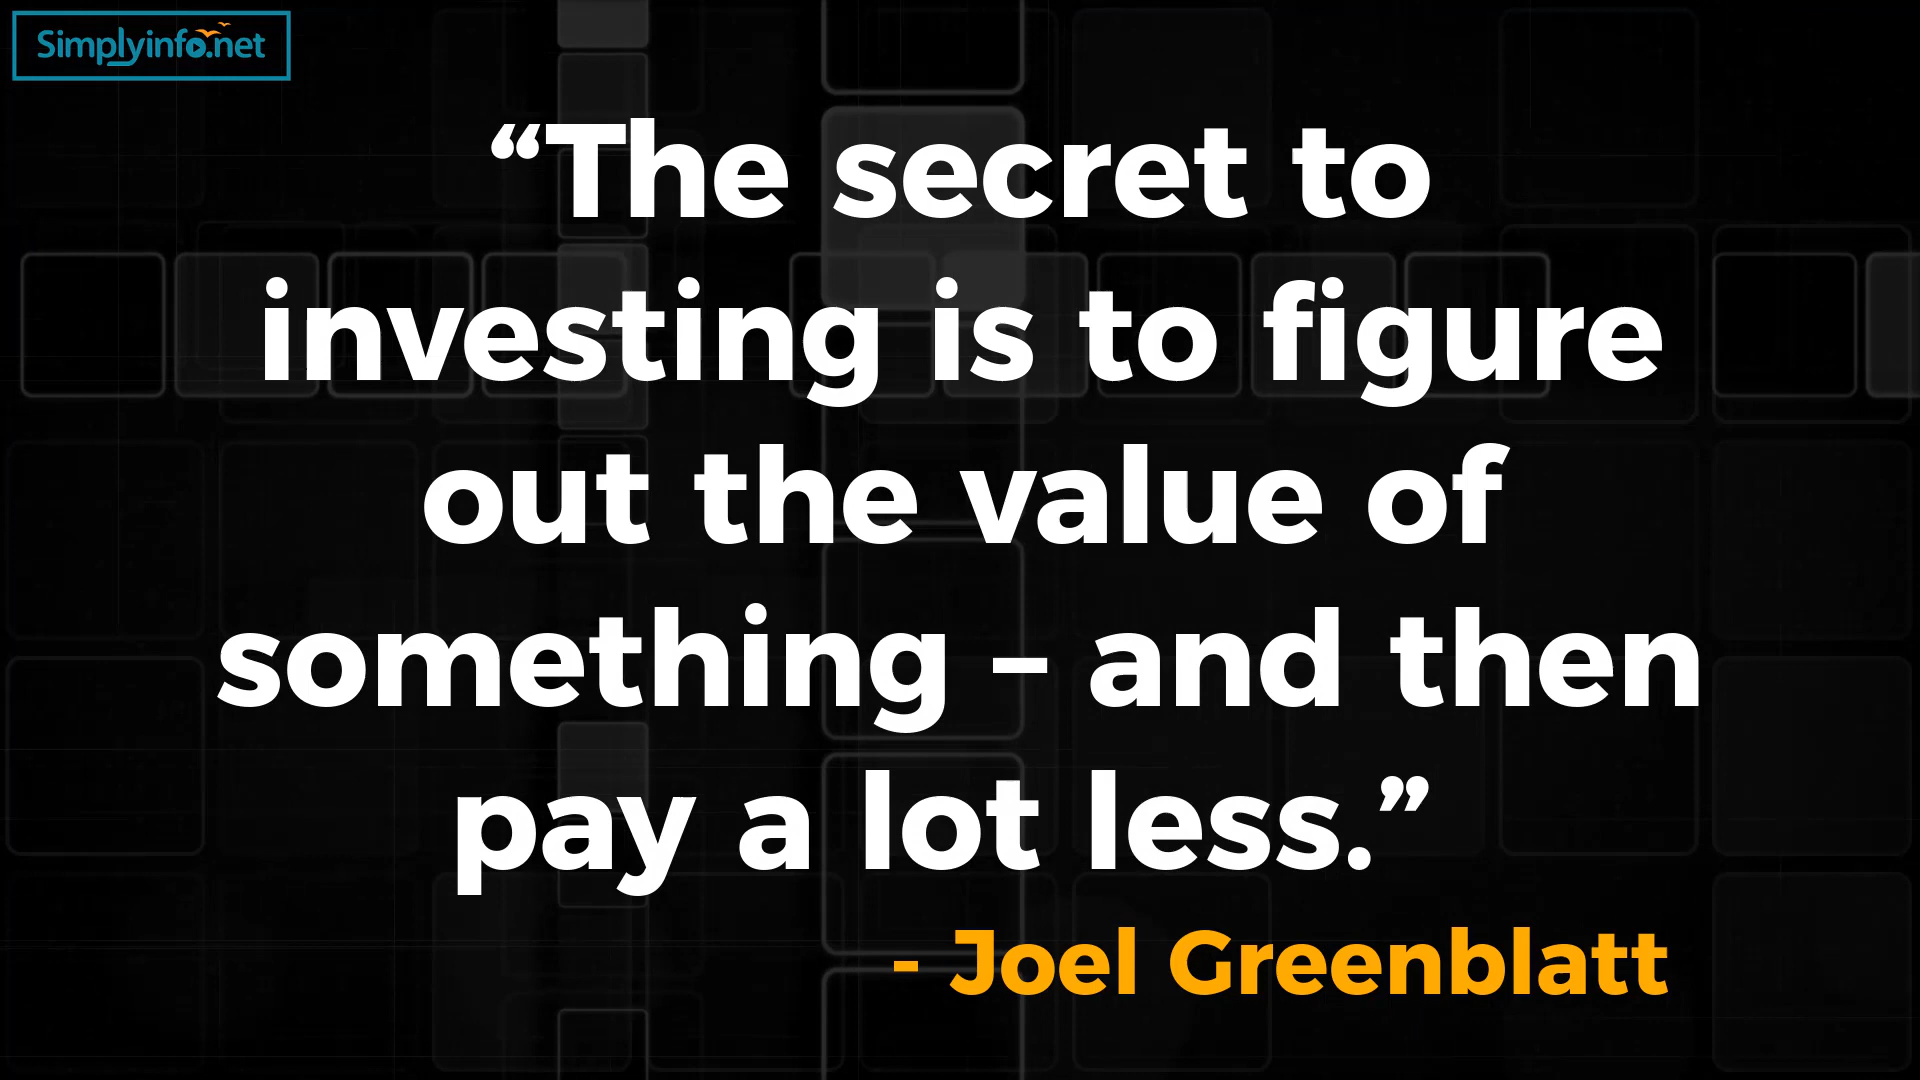 Simplyinfo.net
“The secret to
investing is to figure
out the value of
something – and then
pay a lot less.”
- Joel Greenblatt